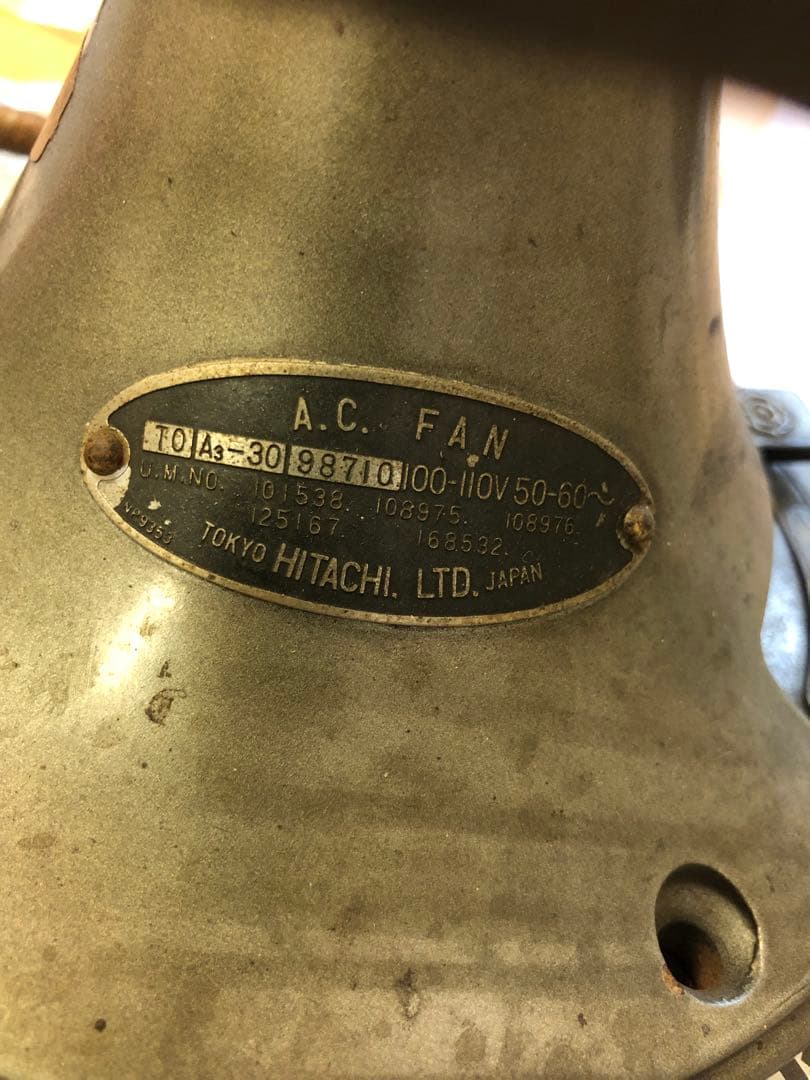 A.C. FAN
TO A3-30 98710 100-110V 50-60~
U.M.NO. 101538. 108975. 108976.
125167. 168532.
NP9353 TOKYO HITACHI. LTD. JAPAN